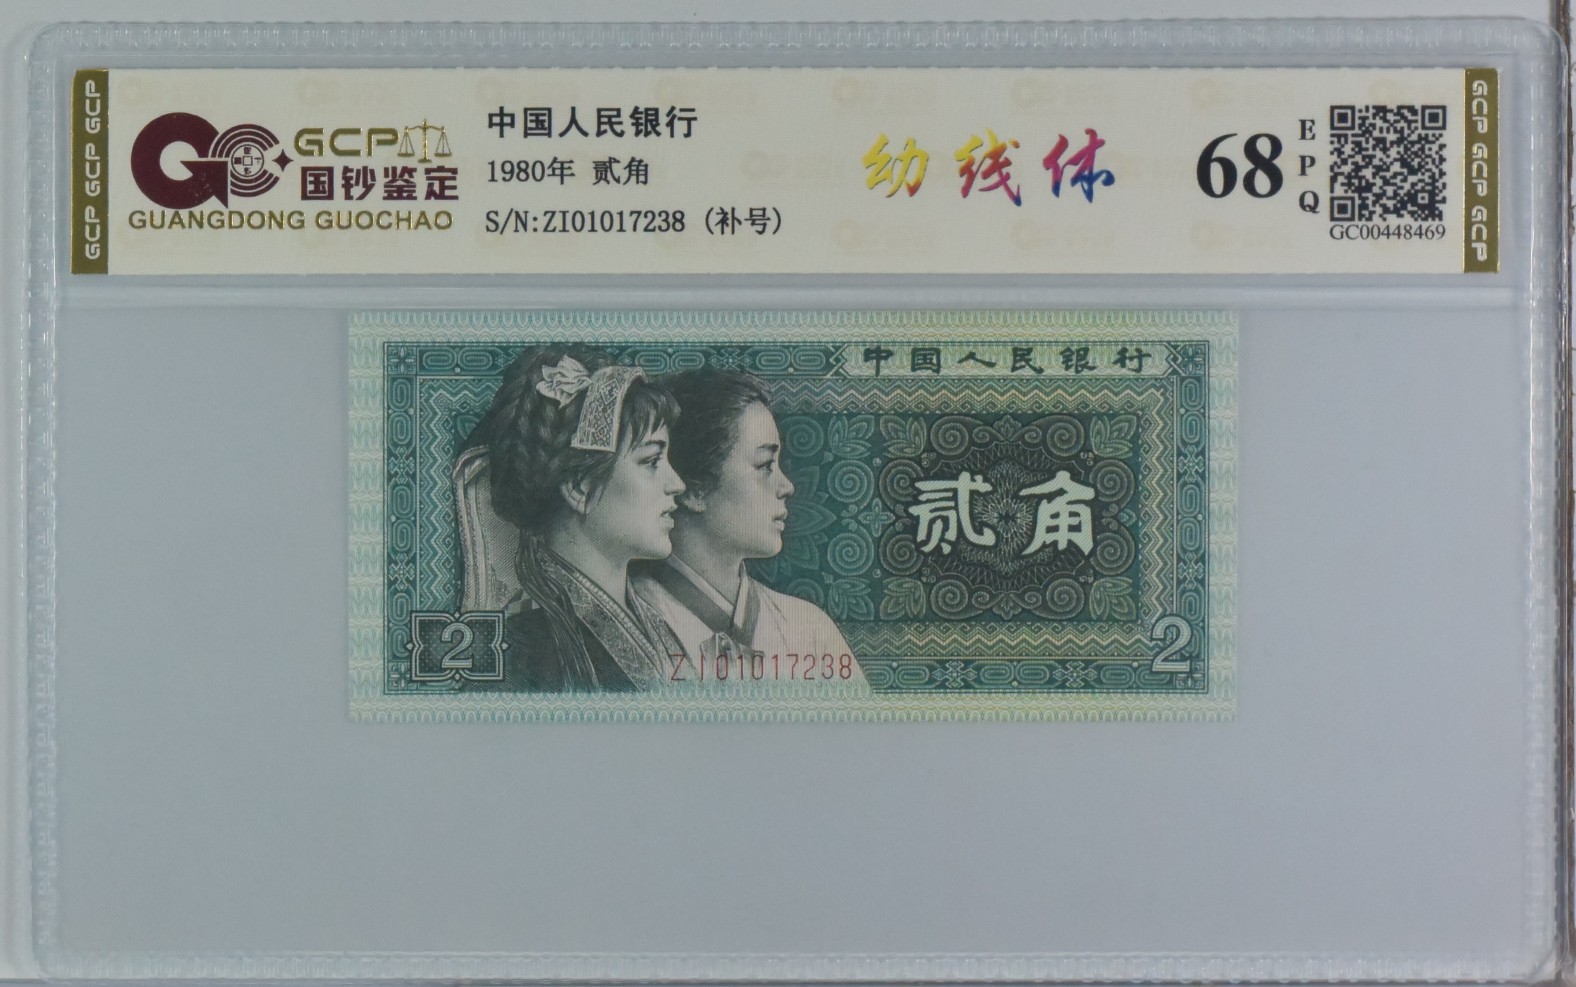 GCP GCP GCP
GCP
国钞鉴定
GUANGDONG GUOCHAO
中国人民银行
1980年 贰角
S/N:ZI01017238 (补号)
幼线体
68
EPQ
GC00448469
GCP GCP GCP
中国人民银行
贰角
2
2
ZI01017238